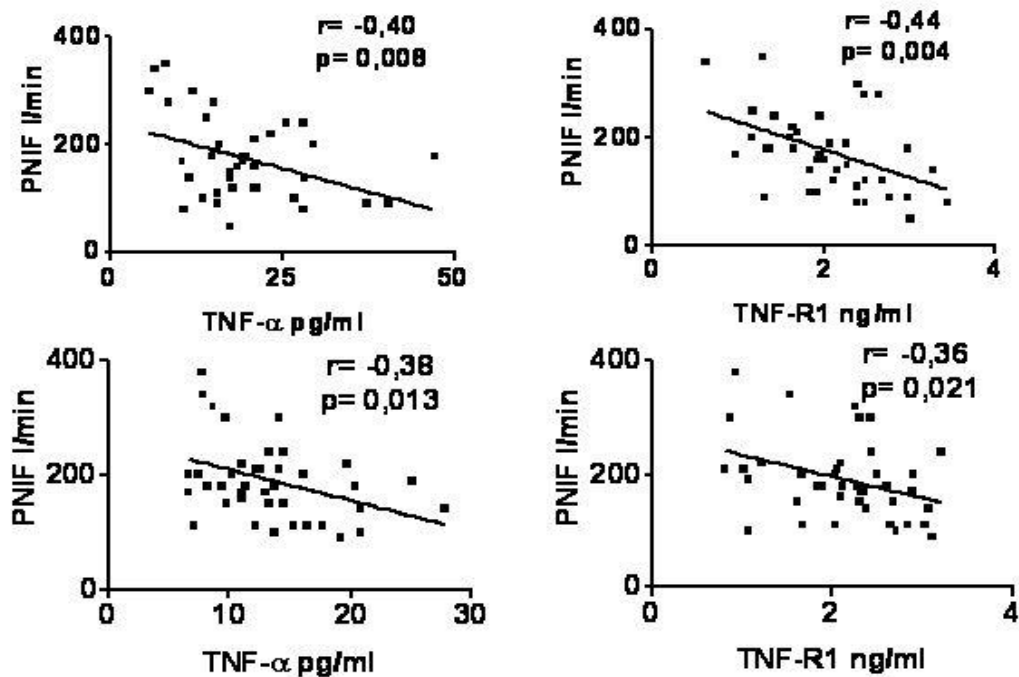 r= -0,40
p= 0,008
PNIF l/min
400
200
0
0 25 50
TNF-α pg/ml
r= -0,44
p= 0,004
PNIF l/min
400
200
0
0 2 4
TNF-R1 ng/ml
r= -0,38
p= 0,013
PNIF l/min
400
200
0
0 10 20 30
TNF-α pg/ml
r= -0,36
p= 0,021
PNIF l/min
400
200
0
0 2 4
TNF-R1 ng/ml